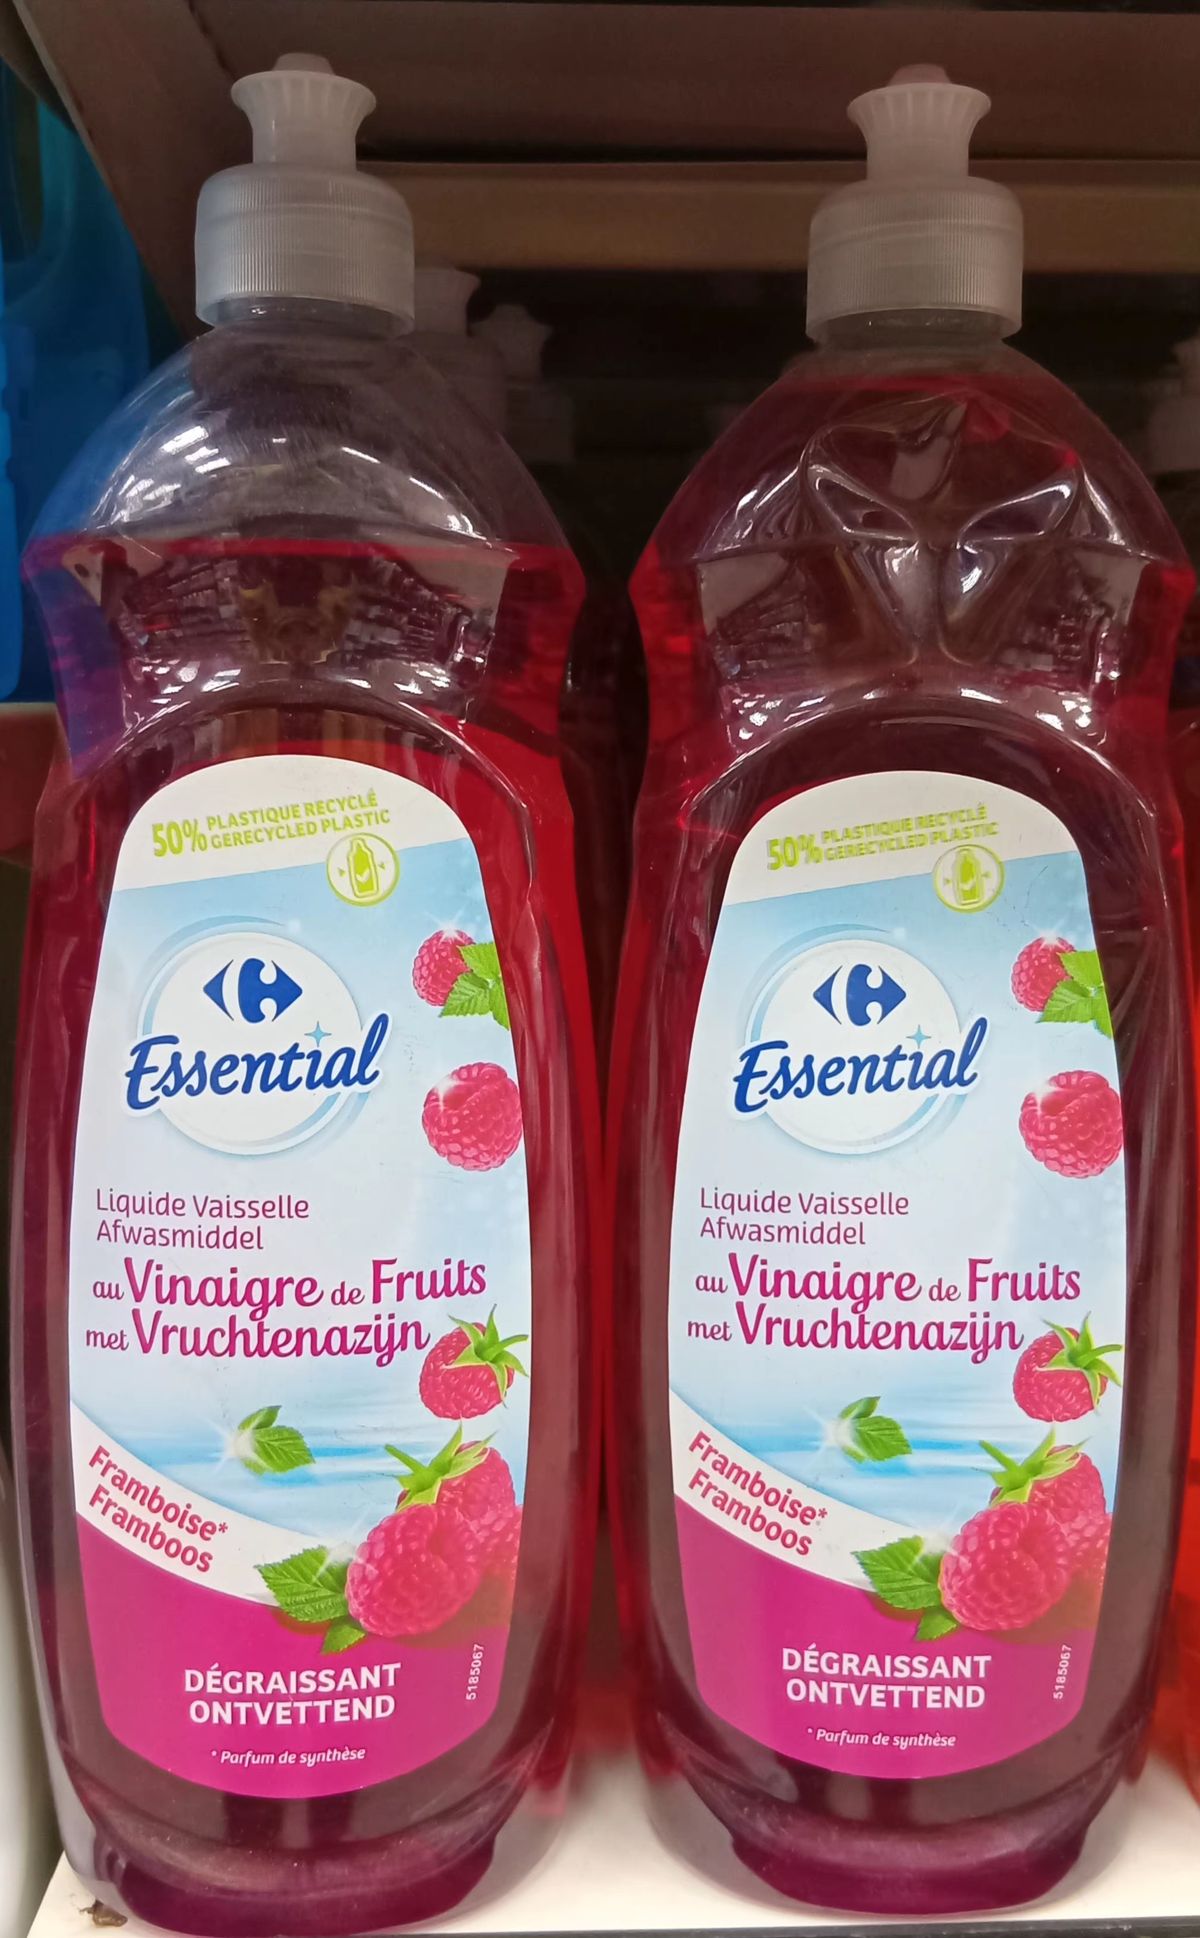 50% PLASTIQUE RECYCLÉ
GERECYCLED PLASTIC
Essential
Liquide Vaisselle
Afwasmiddel
au Vinaigre de Fruits
met Vruchtenazijn
Framboise*
Framboos
DÉGRAISSANT
ONTVETTEND
5185067
* Parfum de synthèse
50% PLASTIQUE RECYCLÉ
GERECYCLED PLASTIC
Essential
Liquide Vaisselle
Afwasmiddel
au Vinaigre de Fruits
met Vruchtenazijn
Framboise*
Framboos
DÉGRAISSANT
ONTVETTEND
5185067
* Parfum de synthèse